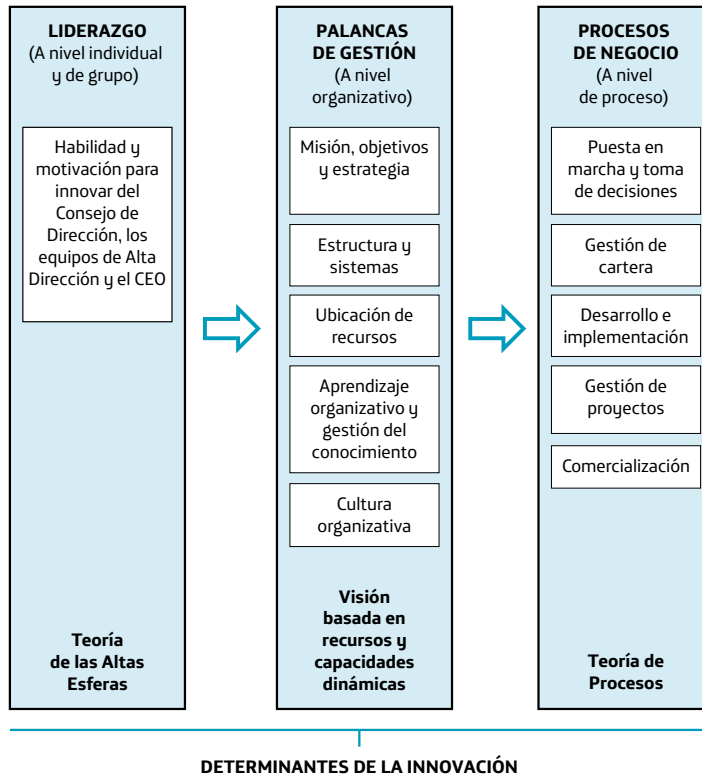 LIDERAZGO
(A nivel individual
y de grupo)
Habilidad y
motivación para
innovar del
Consejo de
Dirección, los
equipos de Alta
Dirección y el CEO
Teoría
de las Altas
Esferas
PALANCAS
DE GESTIÓN
(A nivel
organizativo)
Misión, objetivos
y estrategia
Estructura y
sistemas
Ubicación de
recursos
Aprendizaje
organizativo y
gestión del
conocimiento
Cultura
organizativa
Visión
basada en
recursos y
capacidades
dinámicas
PROCESOS
DE NEGOCIO
(A nivel
de proceso)
Puesta en
marcha y toma
de decisiones
Gestión de
cartera
Desarrollo e
implementación
Gestión de
proyectos
Comercialización
Teoría de
Procesos
DETERMINANTES DE LA INNOVACIÓN